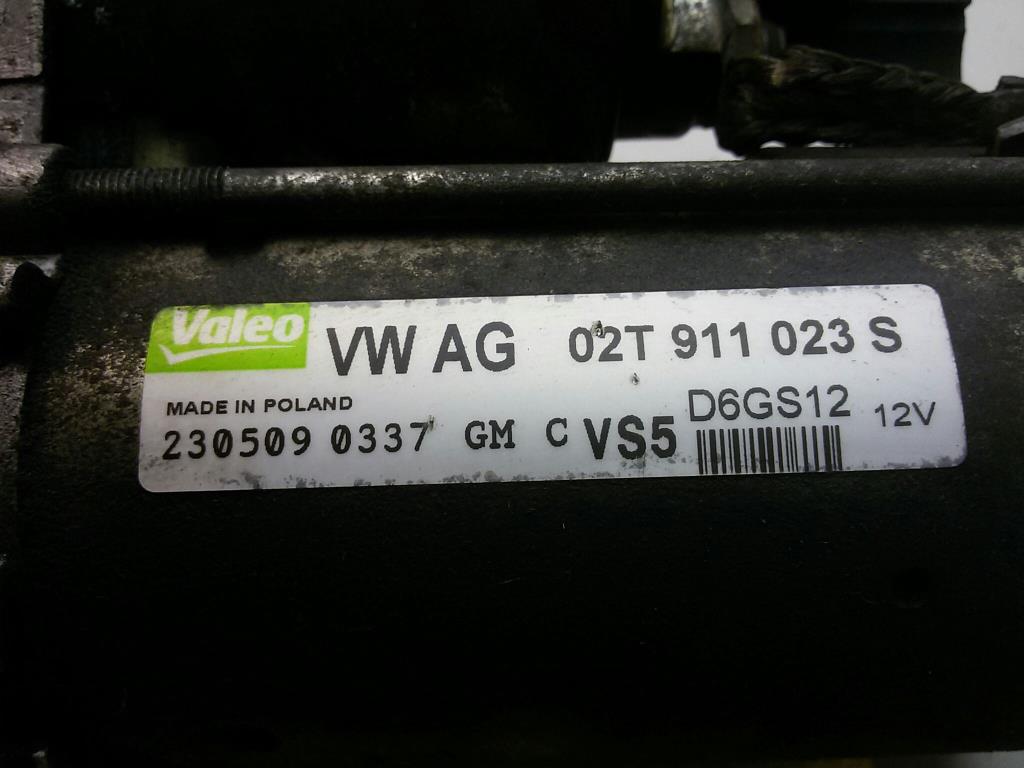 Valeo VW AG 02T 911 023 S
MADE IN POLAND D6GS12 12V
230509 0337 GM C VS5